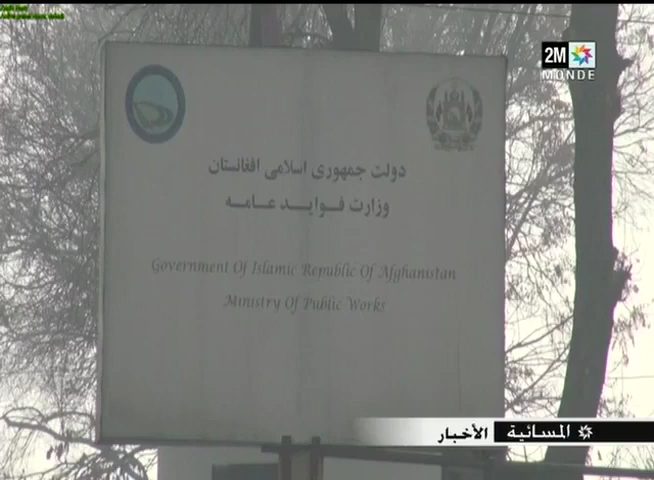 2M
MONDE
دولت جمهوری اسلامی افغانستان
وزارت فواید عامه
Government Of Islamic Republic Of Afghanistan
Ministry Of Public Works
المسائية
الأخبار